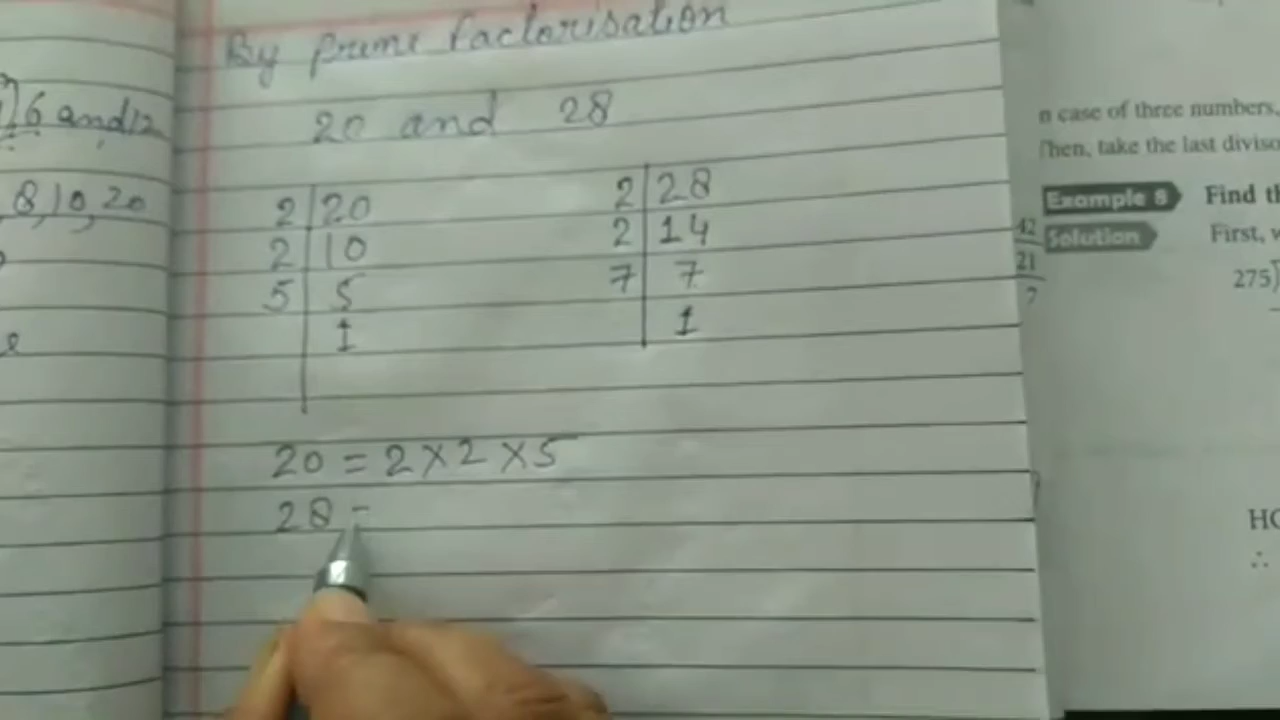 6 and 12
8, 10, 20
By prime factorisation
20 and 28
2 | 20
2 | 10
5 | 5
1
2 | 28
2 | 14
7 | 7
1
20 = 2 × 2 × 5
28 =
n case of three numbers,
Then, take the last diviso
42
21
Example 8 Find th
Solution First, w
275)
HC
∴